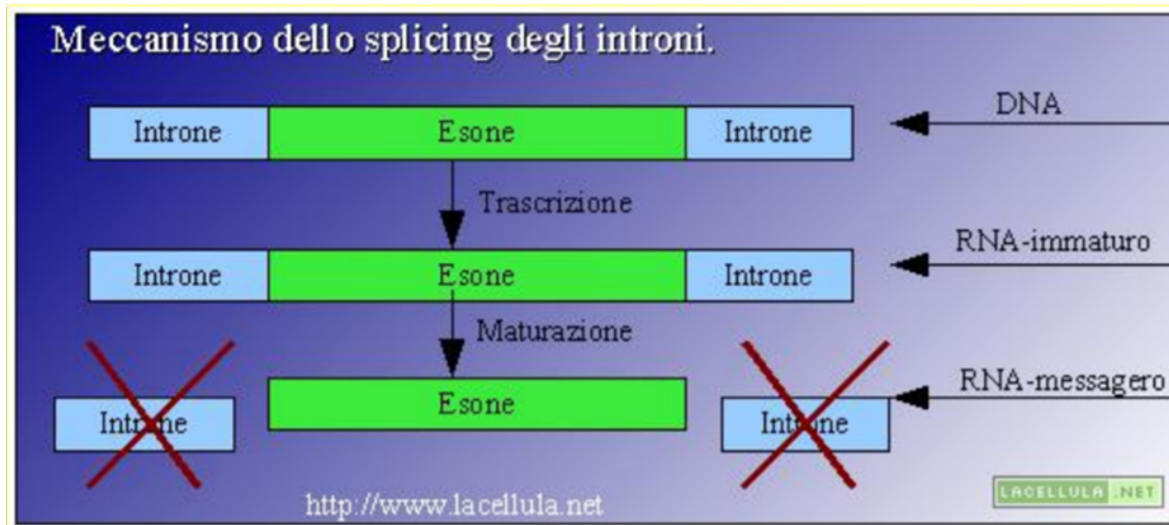 Meccanismo dello splicing degli introni.
DNA
Introne Esone Introne
Trascrizione
RNA-immaturo
Introne Esone Introne
Maturazione
RNA-messagero
Introne Esone Introne
http://www.lacellula.net
LACELLULA .NET